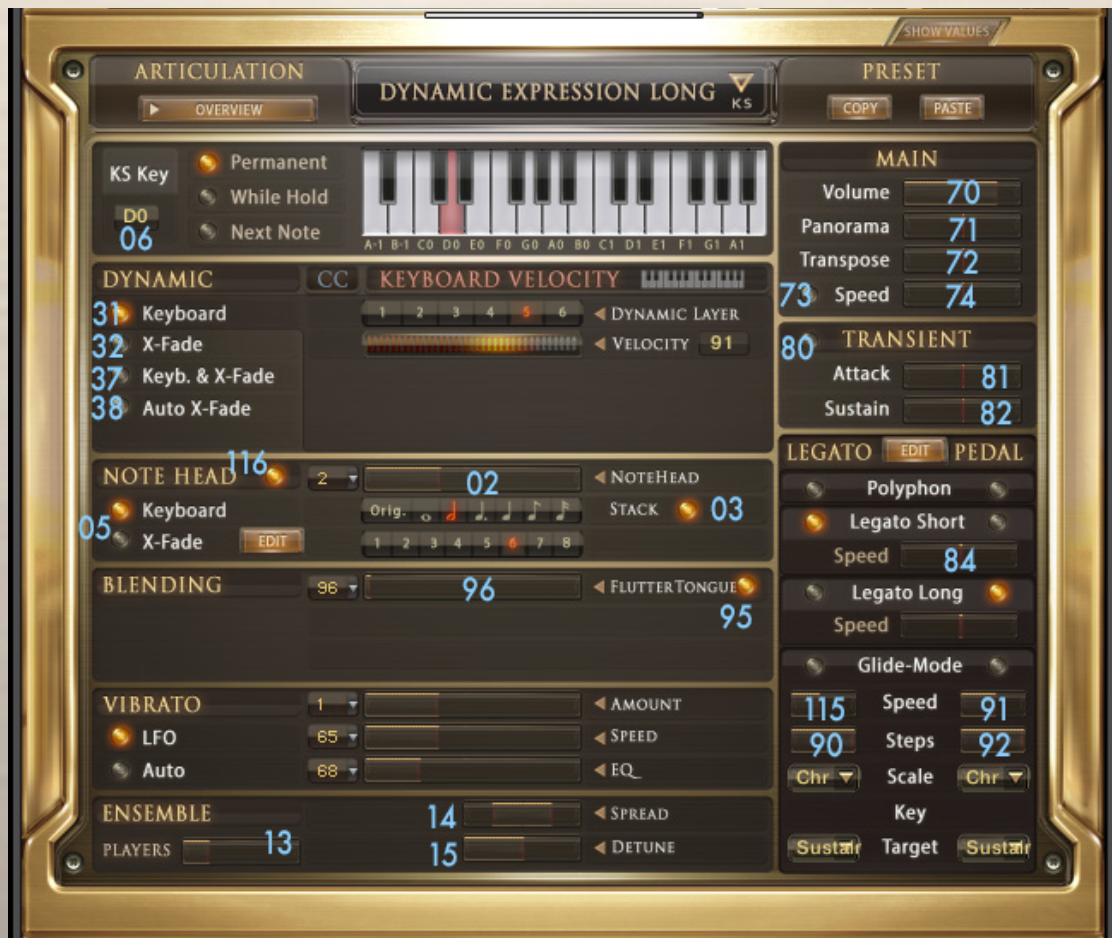 SHOW VALUES
ARTICULATION
OVERVIEW
DYNAMIC EXPRESSION LONG
KS
PRESET
COPY PASTE
KS Key
D0
06
Permanent
While Hold
Next Note
A-1 B-1 C0 D0 E0 F0 G0 A0 B0 C1 D1 E1 F1 G1 A1
MAIN
Volume 70
Panorama 71
Transpose 72
73 Speed 74
DYNAMIC CC KEYBOARD VELOCITY
31 Keyboard 1 2 3 4 5 6 DYNAMIC LAYER
32 X-Fade VELOCITY 91
37 Keyb. & X-Fade
38 Auto X-Fade
80 TRANSIENT
Attack 81
Sustain 82
NOTE HEAD 116 2 02 NOTEHEAD
05 Keyboard Orig. STACK 03
X-Fade EDIT 1 2 3 4 5 6 7 8
BLENDING 96 96 FLUTTERTONGUE
95
VIBRATO 1 AMOUNT
LFO 65 SPEED
Auto 68 EQ
ENSEMBLE 14 SPREAD
PLAYERS 13 15 DETUNE
LEGATO EDIT PEDAL
Polyphon
Legato Short
Speed 84
Legato Long
Speed
Glide-Mode
115 Speed 91
90 Steps 92
Chr Scale Chr
Key
Sustair Target Sustair